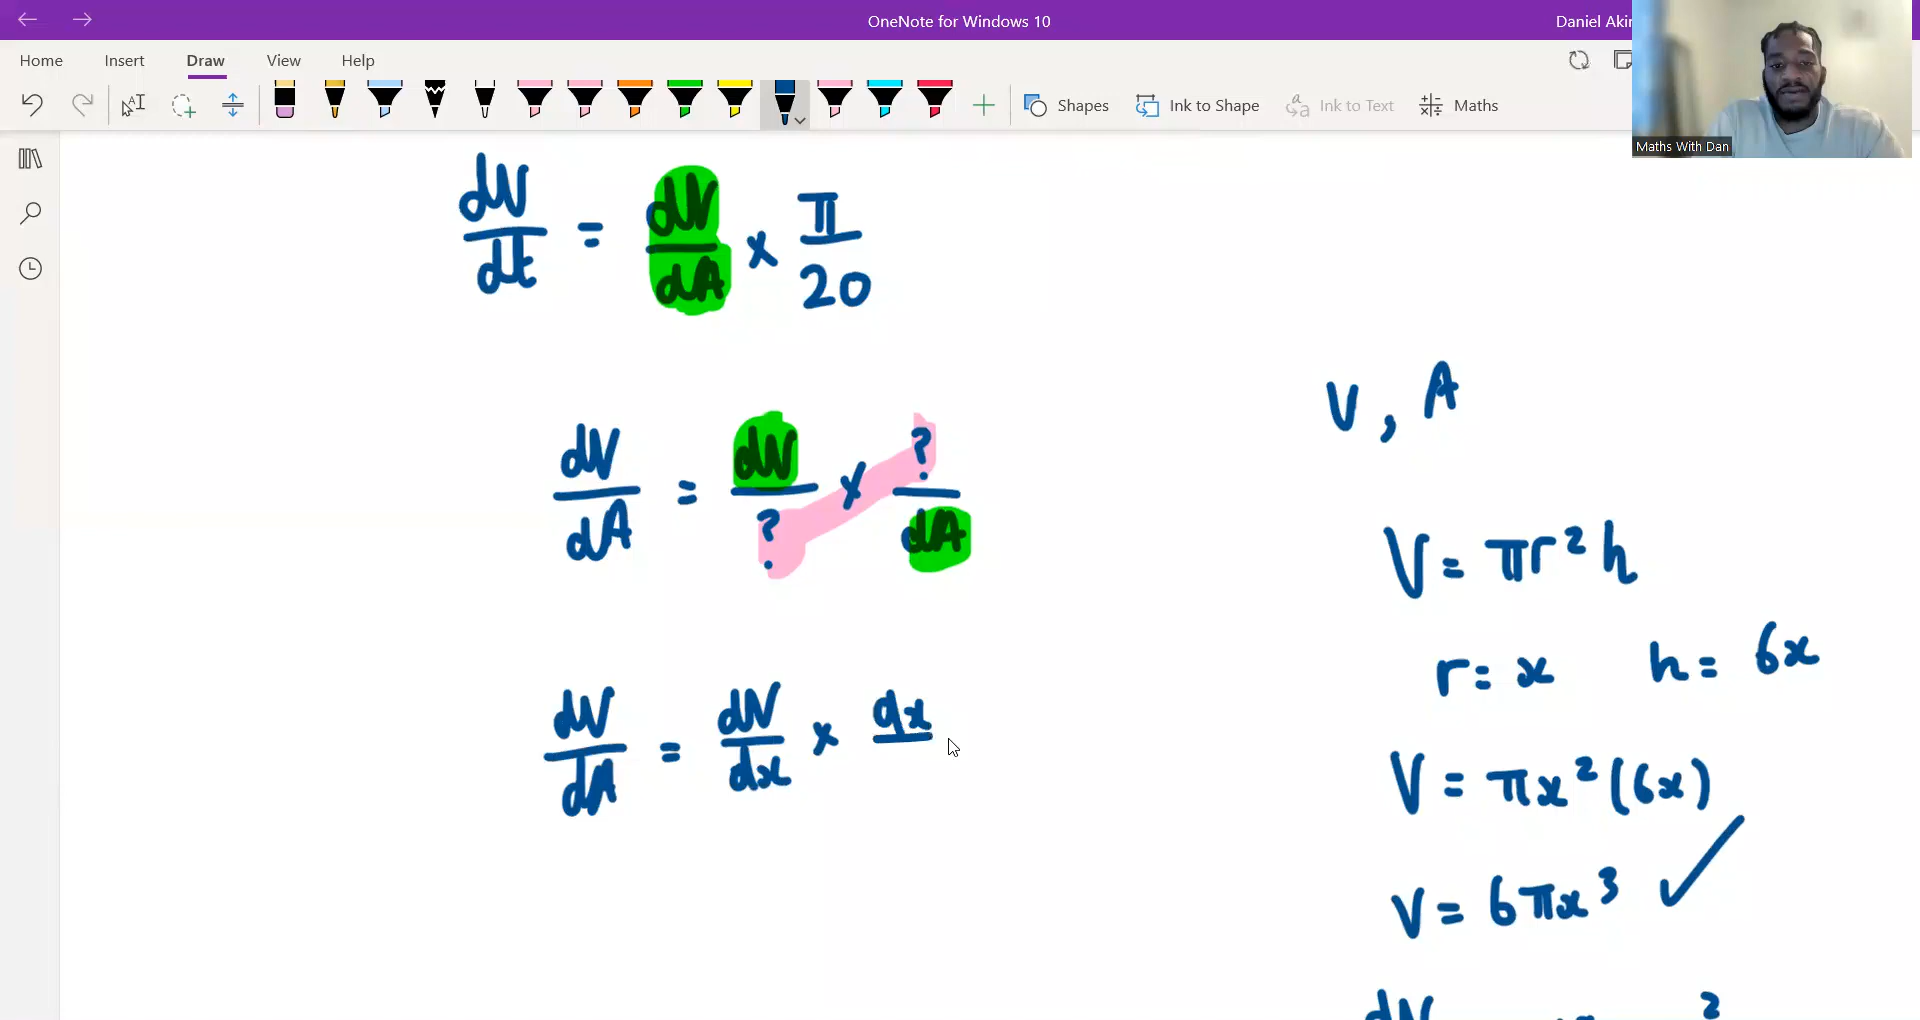 OneNote for Windows 10
Daniel Akin
Home Insert Draw View Help
Shapes Ink to Shape Ink to Text Maths
Maths With Dan
dV/dt = dV/dA × π/20
V, A
dV/dA = dV/? × ?/dA
V = πr²h
r = x h = 6x
dV/dA = dV/dx × dx
V = πx²(6x)
V = 6πx³ ✓